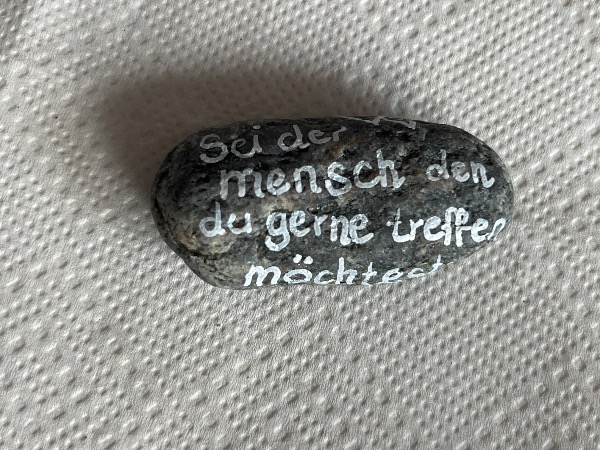 Sei der
mensch den
du gerne treffen
möchtest